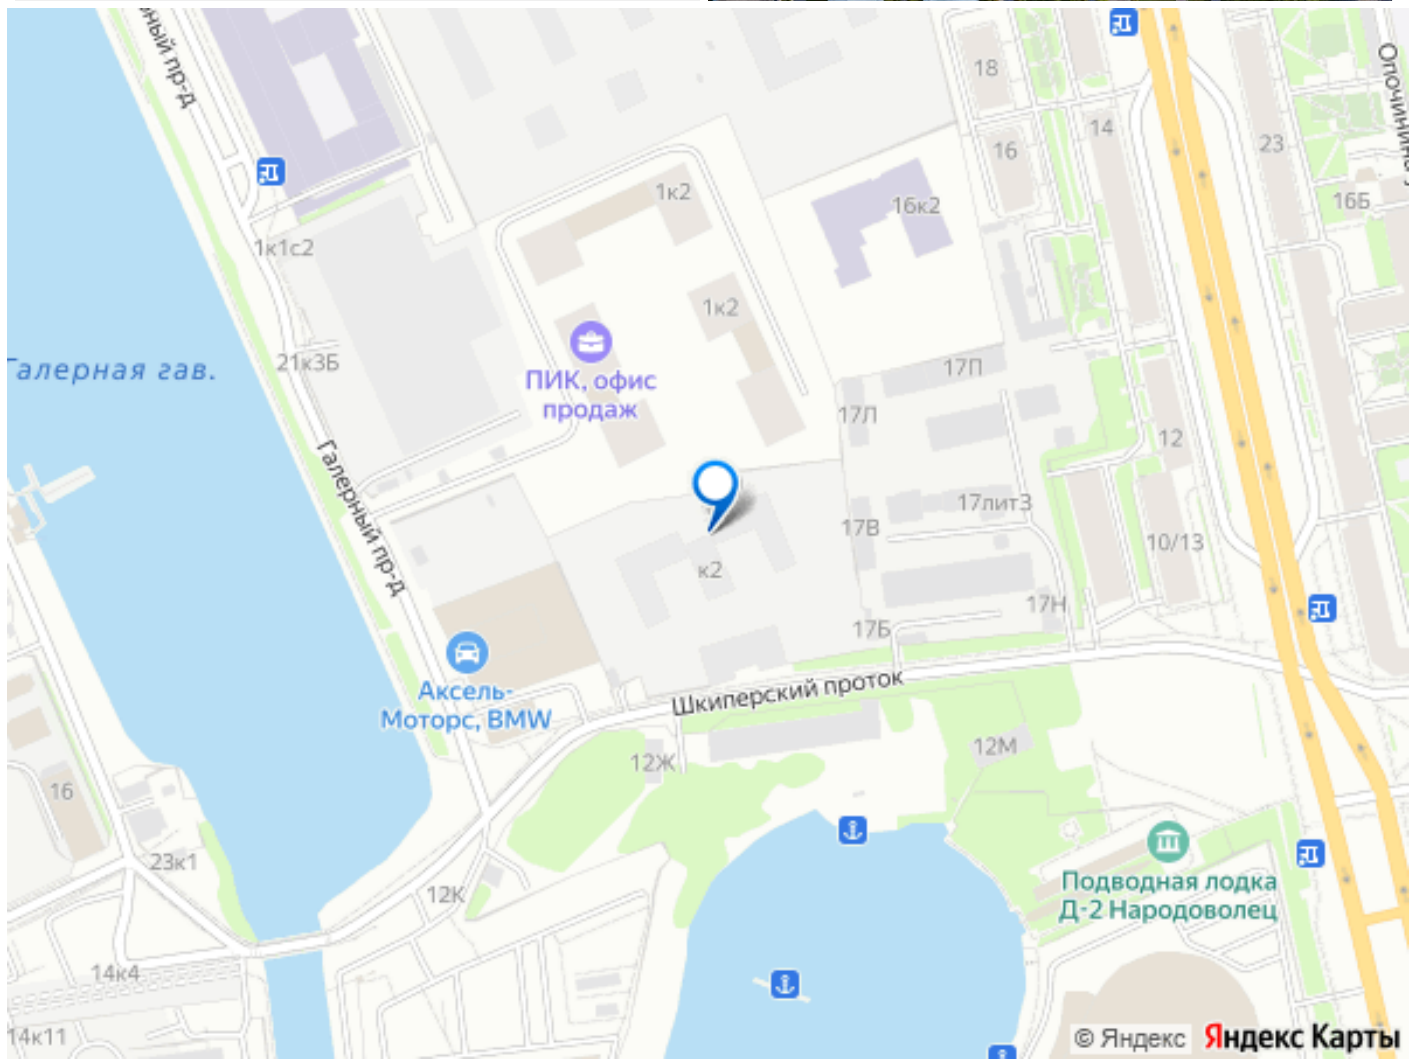 ный пр-д
18
14
23
Опочинина у
16
1к2
16к2
16Б
1к1с2
1к2
21к3Б
Галерная гав.
ПИК, офис
продаж
17П
17Л
12
Галерный пр-д
17лит3
17В
10/13
к2
17Н
17Б
Аксель-
Моторс, BMW
Шкиперский проток
12М
12Ж
16
23к1
12К
Подводная лодка
Д-2 Народоволец
14к4
14к11
© Яндекс Яндекс Карты